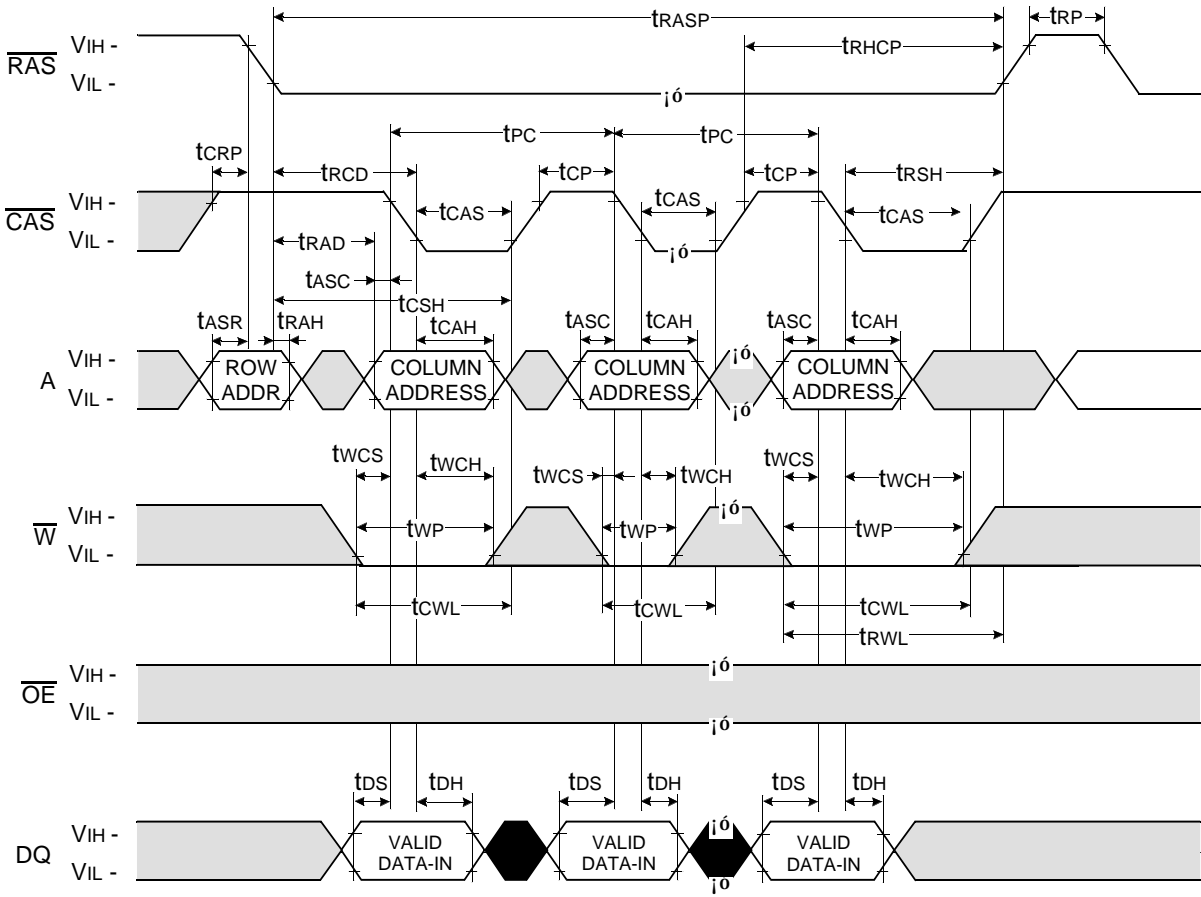 tRASP
tRP
tRHCP
RAS
VIH -
VIL -
¡ó
tPC
tPC
tCRP
tRCD
tCP
tCP
tRSH
CAS
VIH -
VIL -
tCAS
tCAS
tCAS
¡ó
tRAD
tASC
tCSH
tASR
tRAH
tCAH
tASC
tCAH
tASC
tCAH
A
VIH -
VIL -
ROW
ADDR
COLUMN
ADDRESS
COLUMN
ADDRESS
¡ó
¡ó
COLUMN
ADDRESS
tWCS
tWCH
tWCS
tWCH
tWCS
tWCH
W
VIH -
VIL -
tWP
tWP
¡ó
tWP
tCWL
tCWL
tCWL
tRWL
OE
VIH -
VIL -
¡ó
¡ó
tDS
tDH
tDS
tDH
tDS
tDH
DQ
VIH -
VIL -
VALID
DATA-IN
VALID
DATA-IN
¡ó
¡ó
VALID
DATA-IN